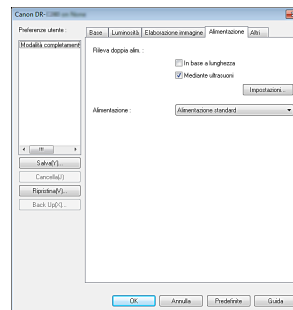 Canon DR-
Preferenze utente :
Modalità completament
Salva(Y)...
Cancella(J)
Ripristina(V)...
Back Up(X)...
Base
Luminosità
Elaborazione immagine
Alimentazione
Altri...
Rileva doppia alim. :
In base a lunghezza
Mediante ultrasuoni
Impostazioni...
Alimentazione :
Alimentazione standard
OK
Annulla
Predefinite
Guida